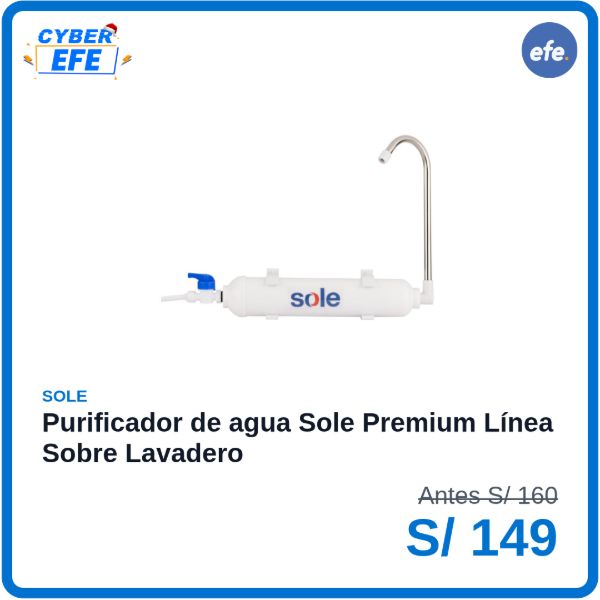 CYBER
EFE
efe.
sole
SOLE
Purificador de agua Sole Premium Línea
Sobre Lavadero
Antes S/ 160
S/ 149